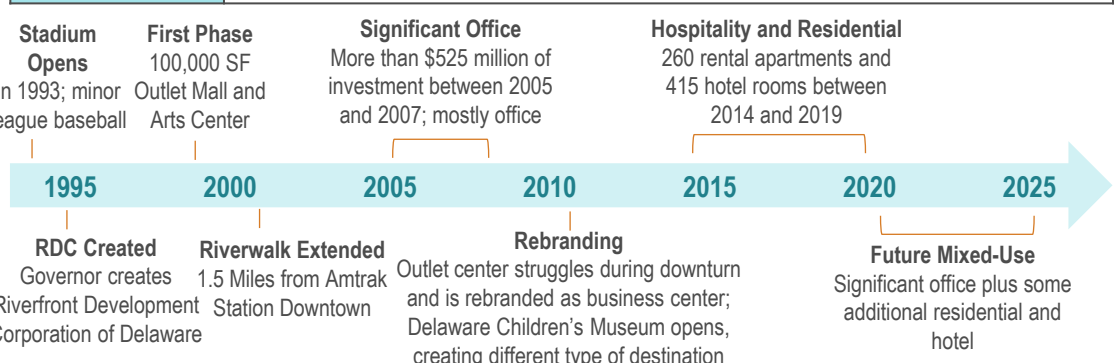 Stadium
Opens
n 1993; minor
eague baseball
First Phase
100,000 SF
Outlet Mall and
Arts Center
Significant Office
More than $525 million of
investment between 2005
and 2007; mostly office
Hospitality and Residential
260 rental apartments and
415 hotel rooms between
2014 and 2019
1995 2000 2005 2010 2015 2020 2025
RDC Created
Governor creates
Riverfront Development
Corporation of Delaware
Riverwalk Extended
1.5 Miles from Amtrak
Station Downtown
Rebranding
Outlet center struggles during downturn
and is rebranded as business center;
Delaware Children's Museum opens,
creating different type of destination
Future Mixed-Use
Significant office plus some
additional residential and
hotel